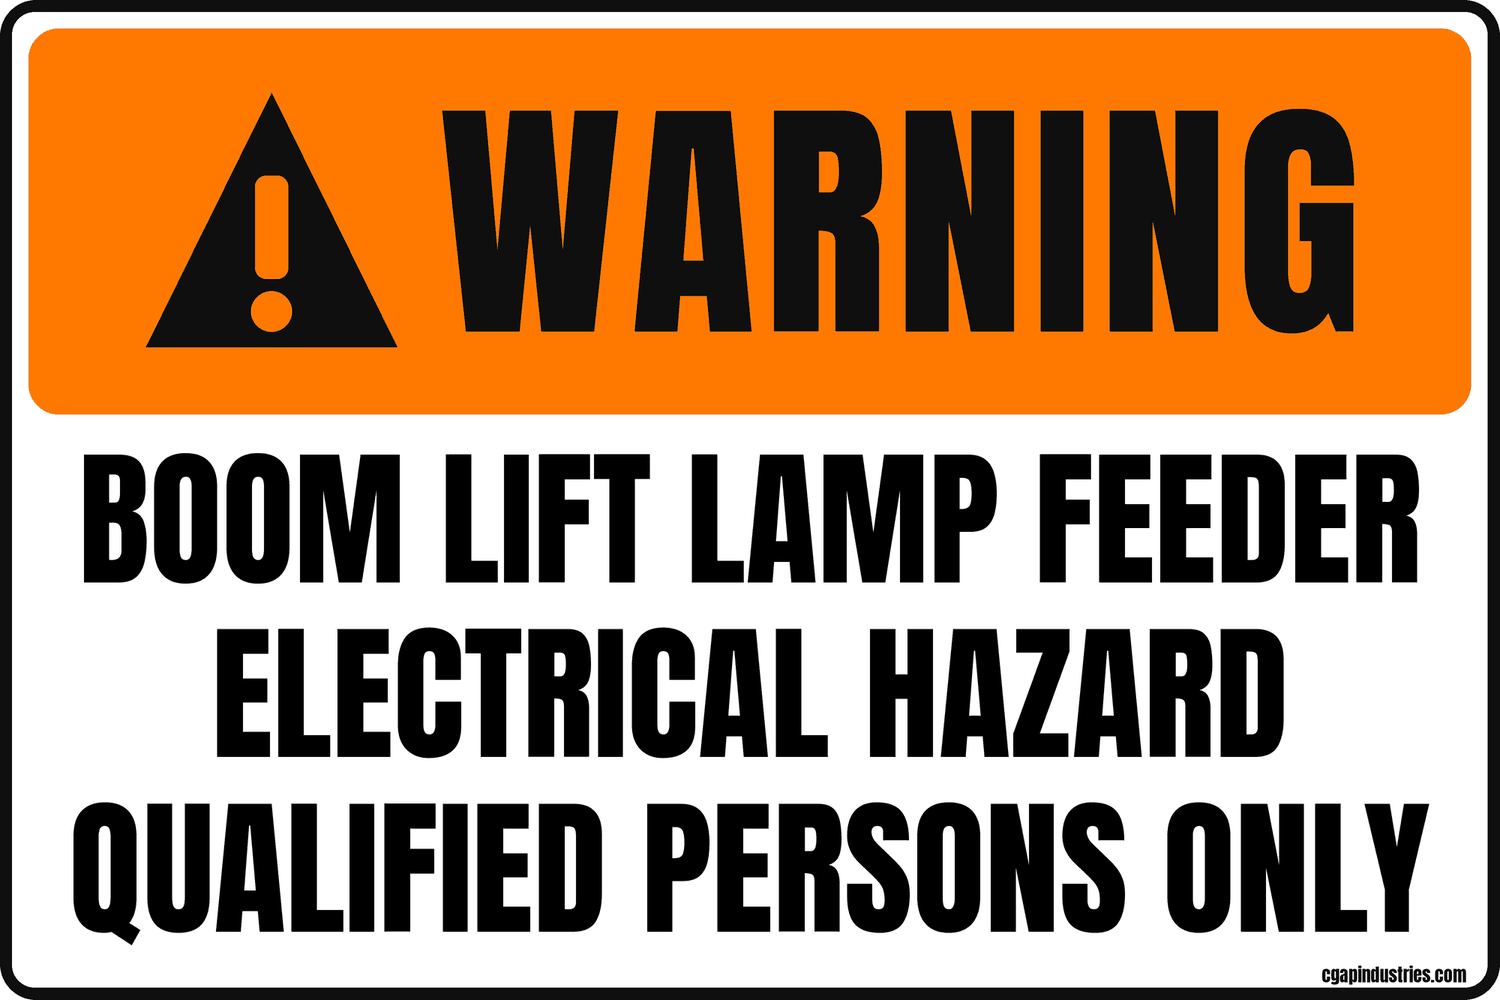 WARNING
BOOM LIFT LAMP FEEDER
ELECTRICAL HAZARD
QUALIFIED PERSONS ONLY
cgapindustries.com